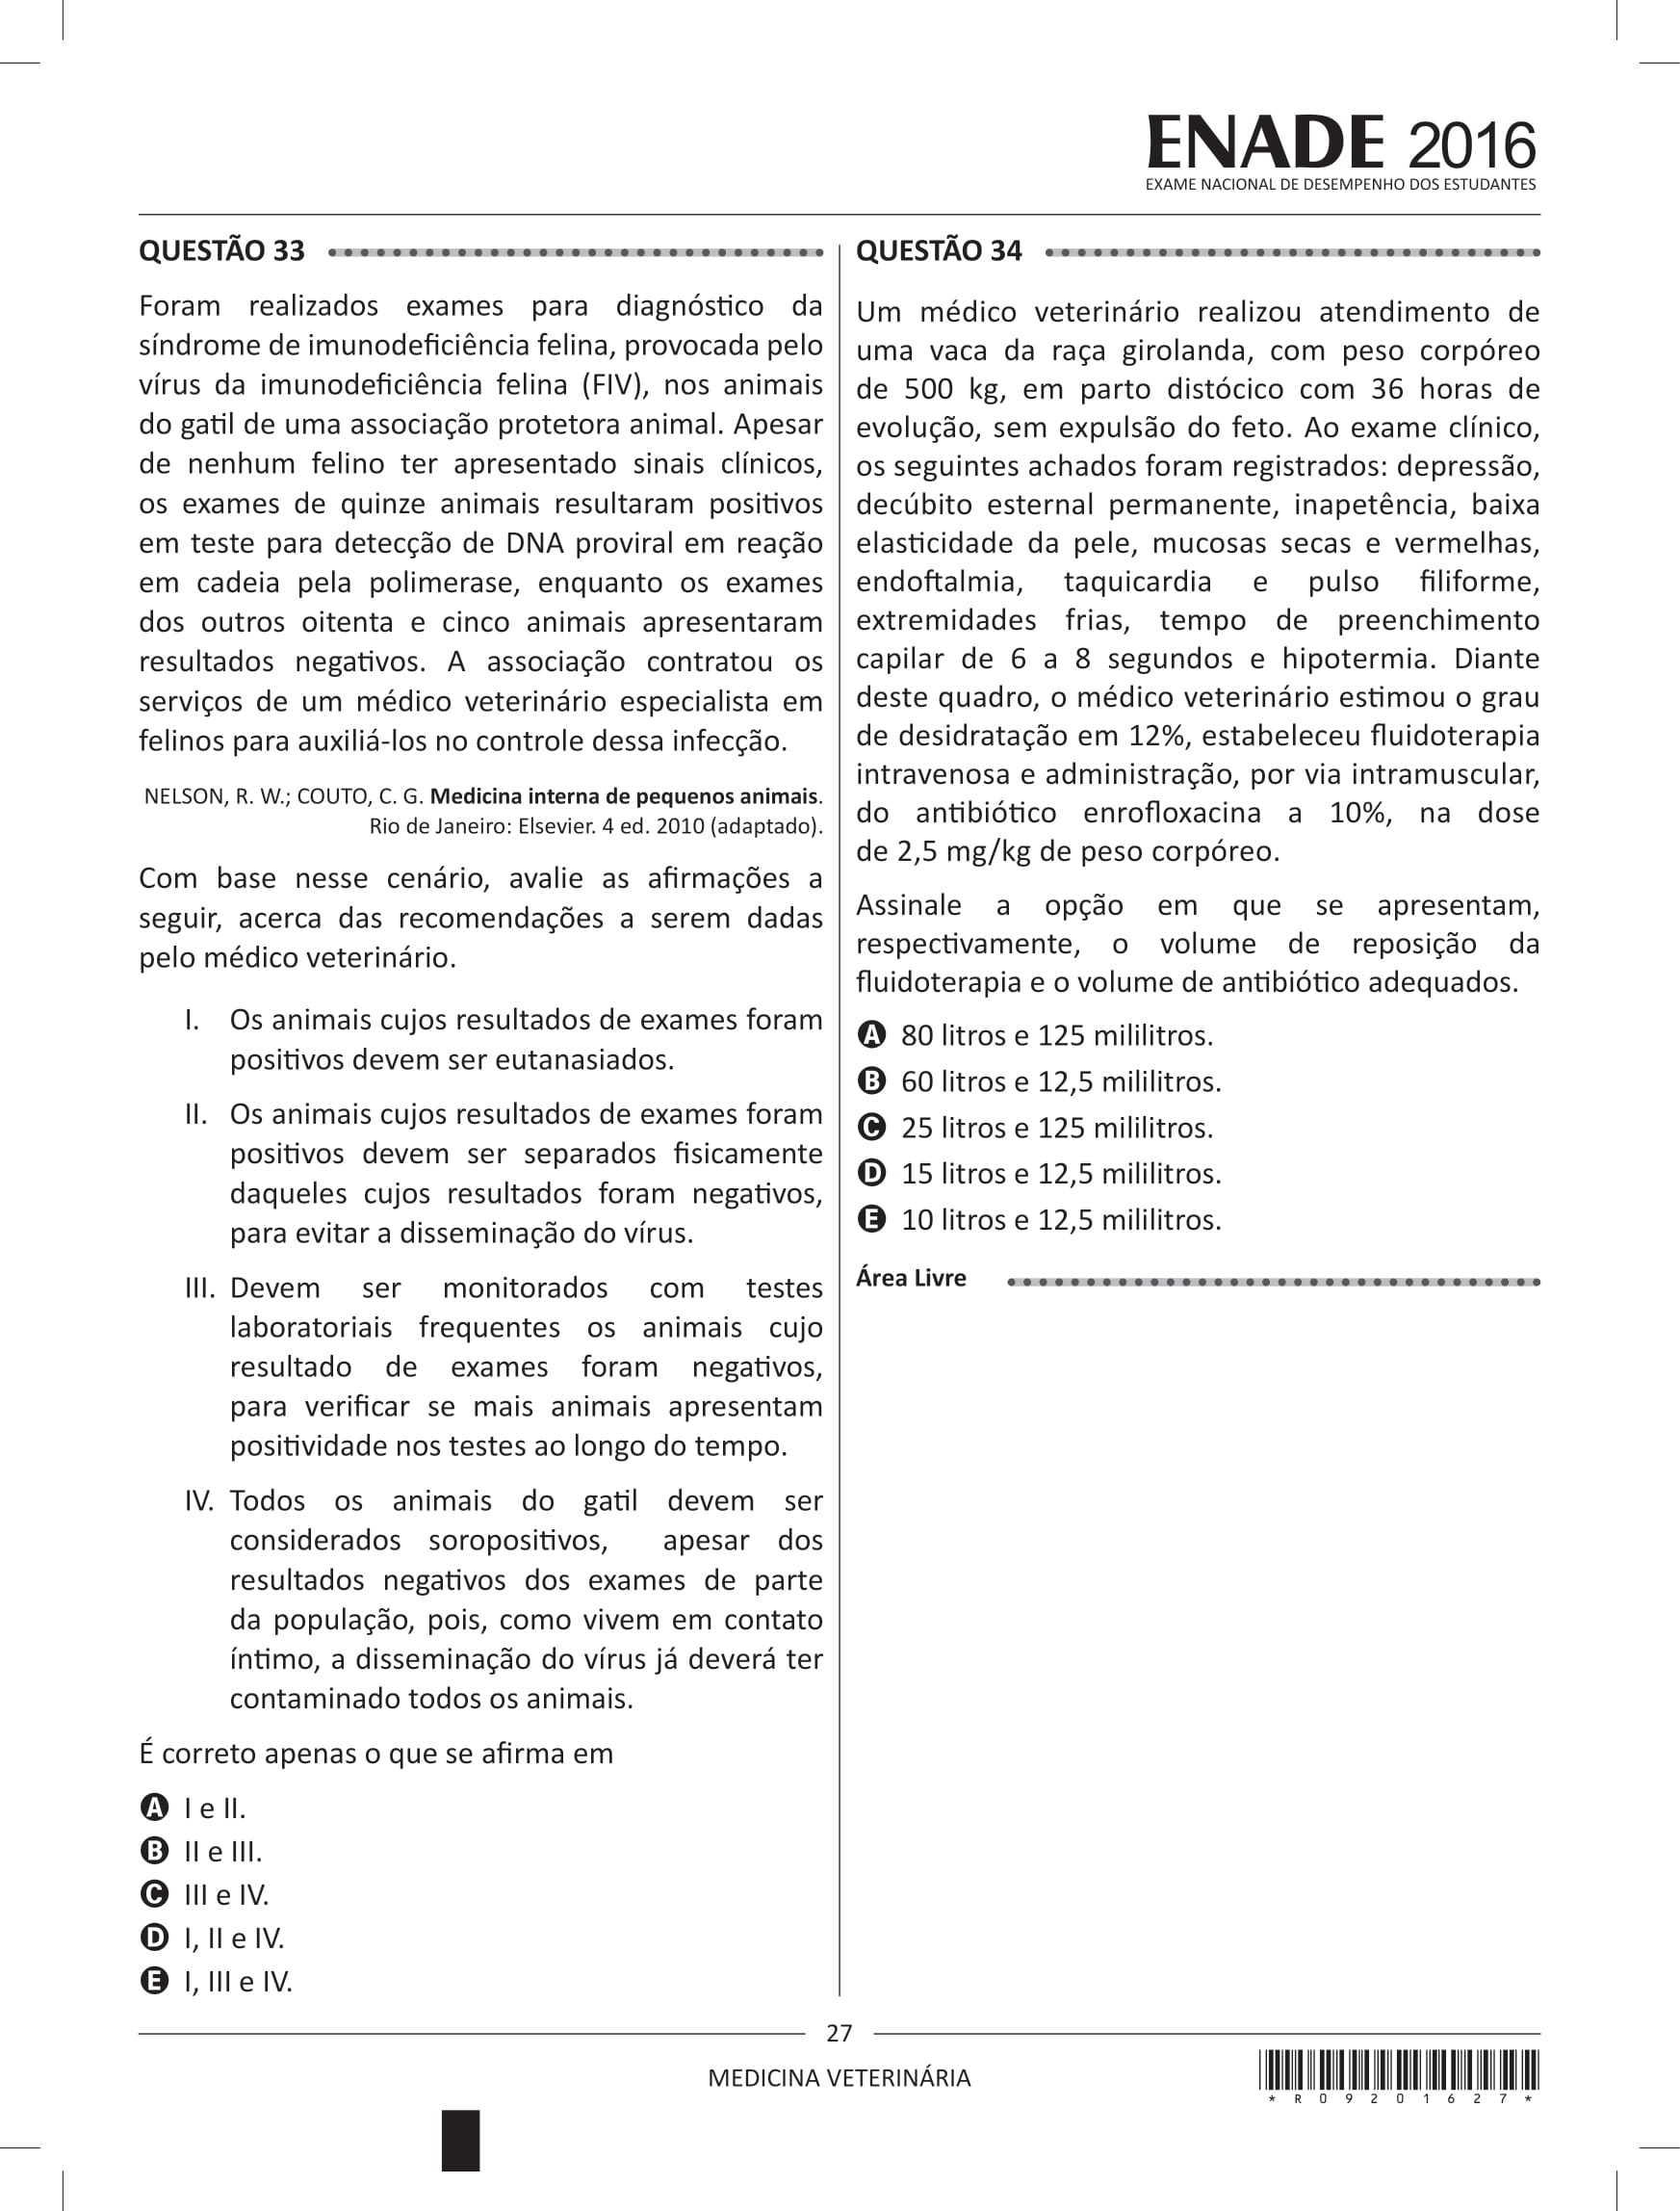 ENADE 2016
EXAME NACIONAL DE DESEMPENHO DOS ESTUDANTES
QUESTÃO 33
Foram realizados exames para diagnóstico da
síndrome de imunodeficiência felina, provocada pelo
vírus da imunodeficiência felina (FIV), nos animais
do gatil de uma associação protetora animal. Apesar
de nenhum felino ter apresentado sinais clínicos,
os exames de quinze animais resultaram positivos
em teste para detecção de DNA proviral em reação
em cadeia pela polimerase, enquanto os exames
dos outros oitenta e cinco animais apresentaram
resultados negativos. A associação contratou os
serviços de um médico veterinário especialista em
felinos para auxiliá-los no controle dessa infecção.
NELSON, R. W.; COUTO, C. G. Medicina interna de pequenos animais.
Rio de Janeiro: Elsevier. 4 ed. 2010 (adaptado).
Com base nesse cenário, avalie as afirmações a
seguir, acerca das recomendações a serem dadas
pelo médico veterinário.
I. Os animais cujos resultados de exames foram
positivos devem ser eutanasiados.
II. Os animais cujos resultados de exames foram
positivos devem ser separados fisicamente
daqueles cujos resultados foram negativos,
para evitar a disseminação do vírus.
III. Devem ser monitorados com testes
laboratoriais frequentes os animais cujo
resultado de exames foram negativos,
para verificar se mais animais apresentam
positividade nos testes ao longo do tempo.
IV. Todos os animais do gatil devem ser
considerados soropositivos, apesar dos
resultados negativos dos exames de parte
da população, pois, como vivem em contato
íntimo, a disseminação do vírus já deverá ter
contaminado todos os animais.
É correto apenas o que se afirma em
A I e II.
B II e III.
C III e IV.
D I, II e IV.
E I, III e IV.
QUESTÃO 34
Um médico veterinário realizou atendimento de
uma vaca da raça girolanda, com peso corpóreo
de 500 kg, em parto distócico com 36 horas de
evolução, sem expulsão do feto. Ao exame clínico,
os seguintes achados foram registrados: depressão,
decúbito esternal permanente, inapetência, baixa
elasticidade da pele, mucosas secas e vermelhas,
endoftalmia, taquicardia e pulso filiforme,
extremidades frias, tempo de preenchimento
capilar de 6 a 8 segundos e hipotermia. Diante
deste quadro, o médico veterinário estimou o grau
de desidratação em 12%, estabeleceu fluidoterapia
intravenosa e administração, por via intramuscular,
do antibiótico enrofloxacina a 10%, na dose
de 2,5 mg/kg de peso corpóreo.
Assinale a opção em que se apresentam,
respectivamente, o volume de reposição da
fluidoterapia e o volume de antibiótico adequados.
A 80 litros e 125 mililitros.
B 60 litros e 12,5 mililitros.
C 25 litros e 125 mililitros.
D 15 litros e 12,5 mililitros.
E 10 litros e 12,5 mililitros.
Área Livre
27
MEDICINA VETERINÁRIA
* R 0 9 2 0 1 6 2 7 *